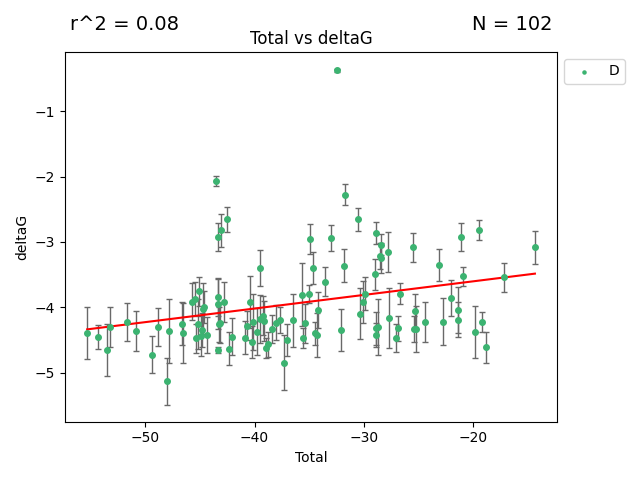 r^2 = 0.08
N = 102
Total vs deltaG
D
−1
−2
−3
−4
−5
deltaG
−50
−40
−30
−20
Total